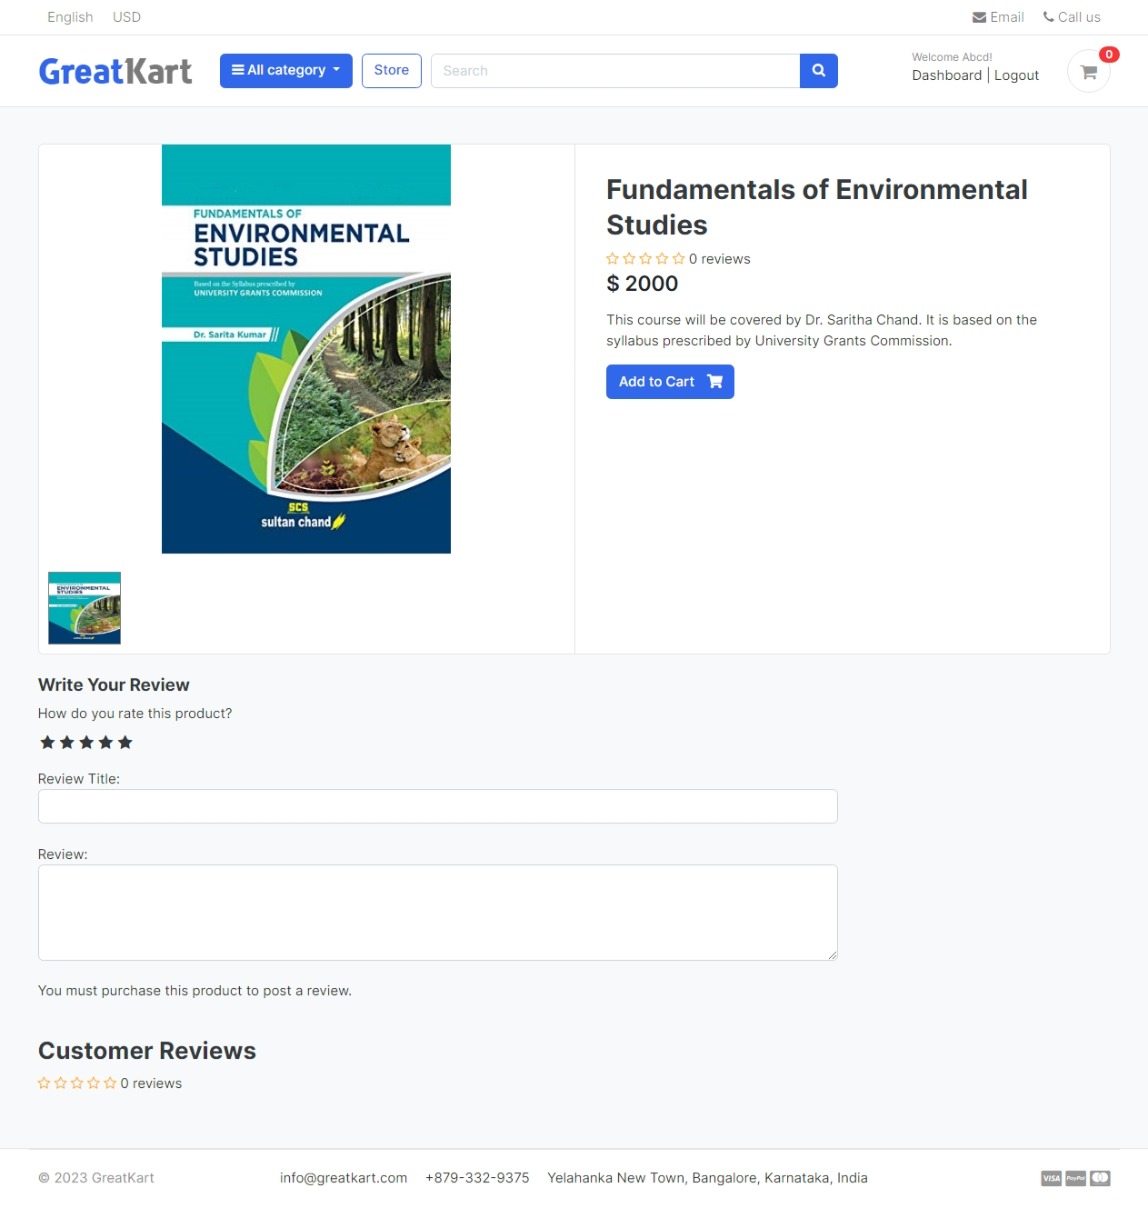 English USD Email Call us
GreatKart All category Store Search Welcome Abcd! 0
Dashboard | Logout
FUNDAMENTALS OF
ENVIRONMENTAL
STUDIES
Based on the Syllabus prescribed by
UNIVERSITY GRANTS COMMISSION
Dr. Sarita Kumar
SCS
sultan chand
ENVIRONMENTAL
STUDIES
Fundamentals of Environmental
Studies
0 reviews
$ 2000
This course will be covered by Dr. Saritha Chand. It is based on the
syllabus prescribed by University Grants Commission.
Add to Cart
Write Your Review
How do you rate this product?
Review Title:
Review:
You must purchase this product to post a review.
Customer Reviews
0 reviews
© 2023 GreatKart info@greatkart.com +879-332-9375 Yelahanka New Town, Bangalore, Karnataka, India VISA PayPal